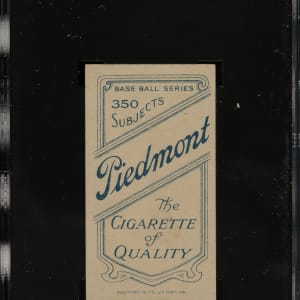 BASE BALL SERIES
350
SUBJECTS
Piedmont
The
CIGARETTE
of
QUALITY